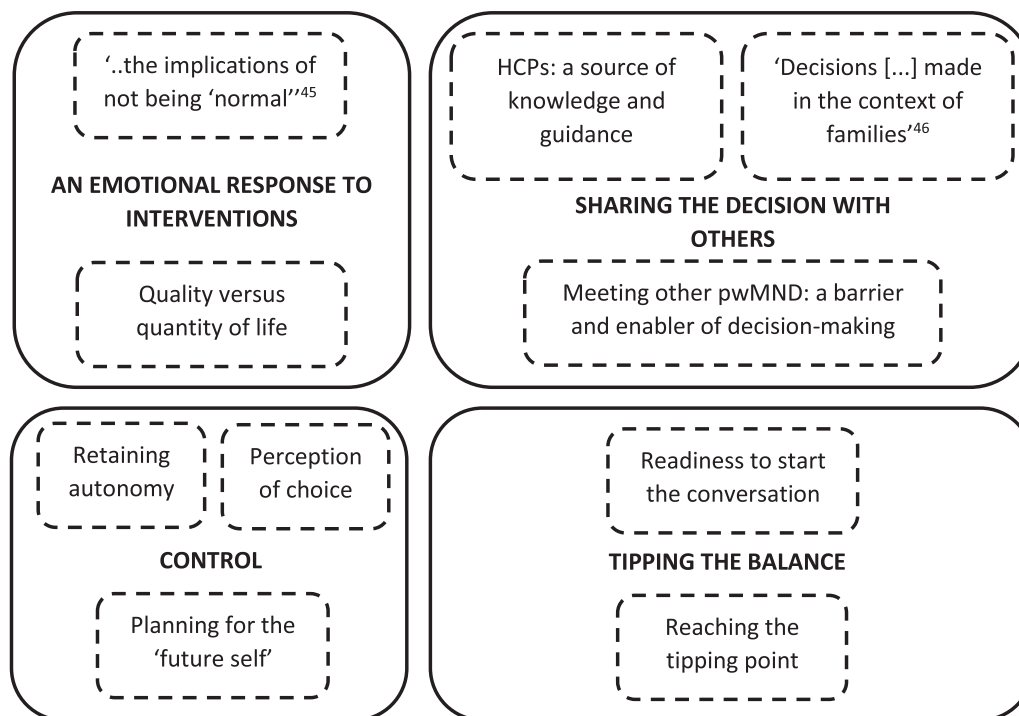 ‘..the implications of
not being ‘normal’’45
AN EMOTIONAL RESPONSE TO
INTERVENTIONS
Quality versus
quantity of life
HCPs: a source of
knowledge and
guidance
‘Decisions [...] made
in the context of
families’46
SHARING THE DECISION WITH
OTHERS
Meeting other pwMND: a barrier
and enabler of decision-making
Retaining
autonomy
Perception
of choice
CONTROL
Planning for the
‘future self’
Readiness to start
the conversation
TIPPING THE BALANCE
Reaching the
tipping point